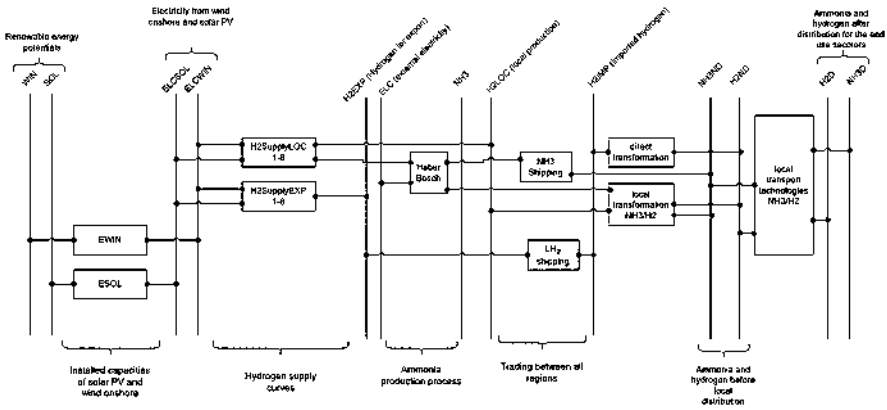 Renewable energy
potentials
Electricity from wind
onshore and solar PV
Ammonia and
hydrogen after
distribution for the end
use sectors
WIN
SOL
ELCSOL
ELCWIN
H2EXP (Hydrogen for export)
ELC (external electricity)
NH3
H2LOC (local production)
H2IMP (imported hydrogen)
NH3ND
H2ND
H2D
NH3D
H2SupplyLOC
1-8
H2SupplyEXP
1-8
Haber
Bosch
NH3
Shipping
direct
transformation
local
transformation
NH3/H2
local
transport
technologies
NH3/H2
EWIN
ESOL
LH2
shipping
Installed capacities
of solar PV and
wind onshore
Hydrogen supply
curves
Ammonia
production process
Trading between all
regions
Ammonia and
hydrogen before
local
distribution